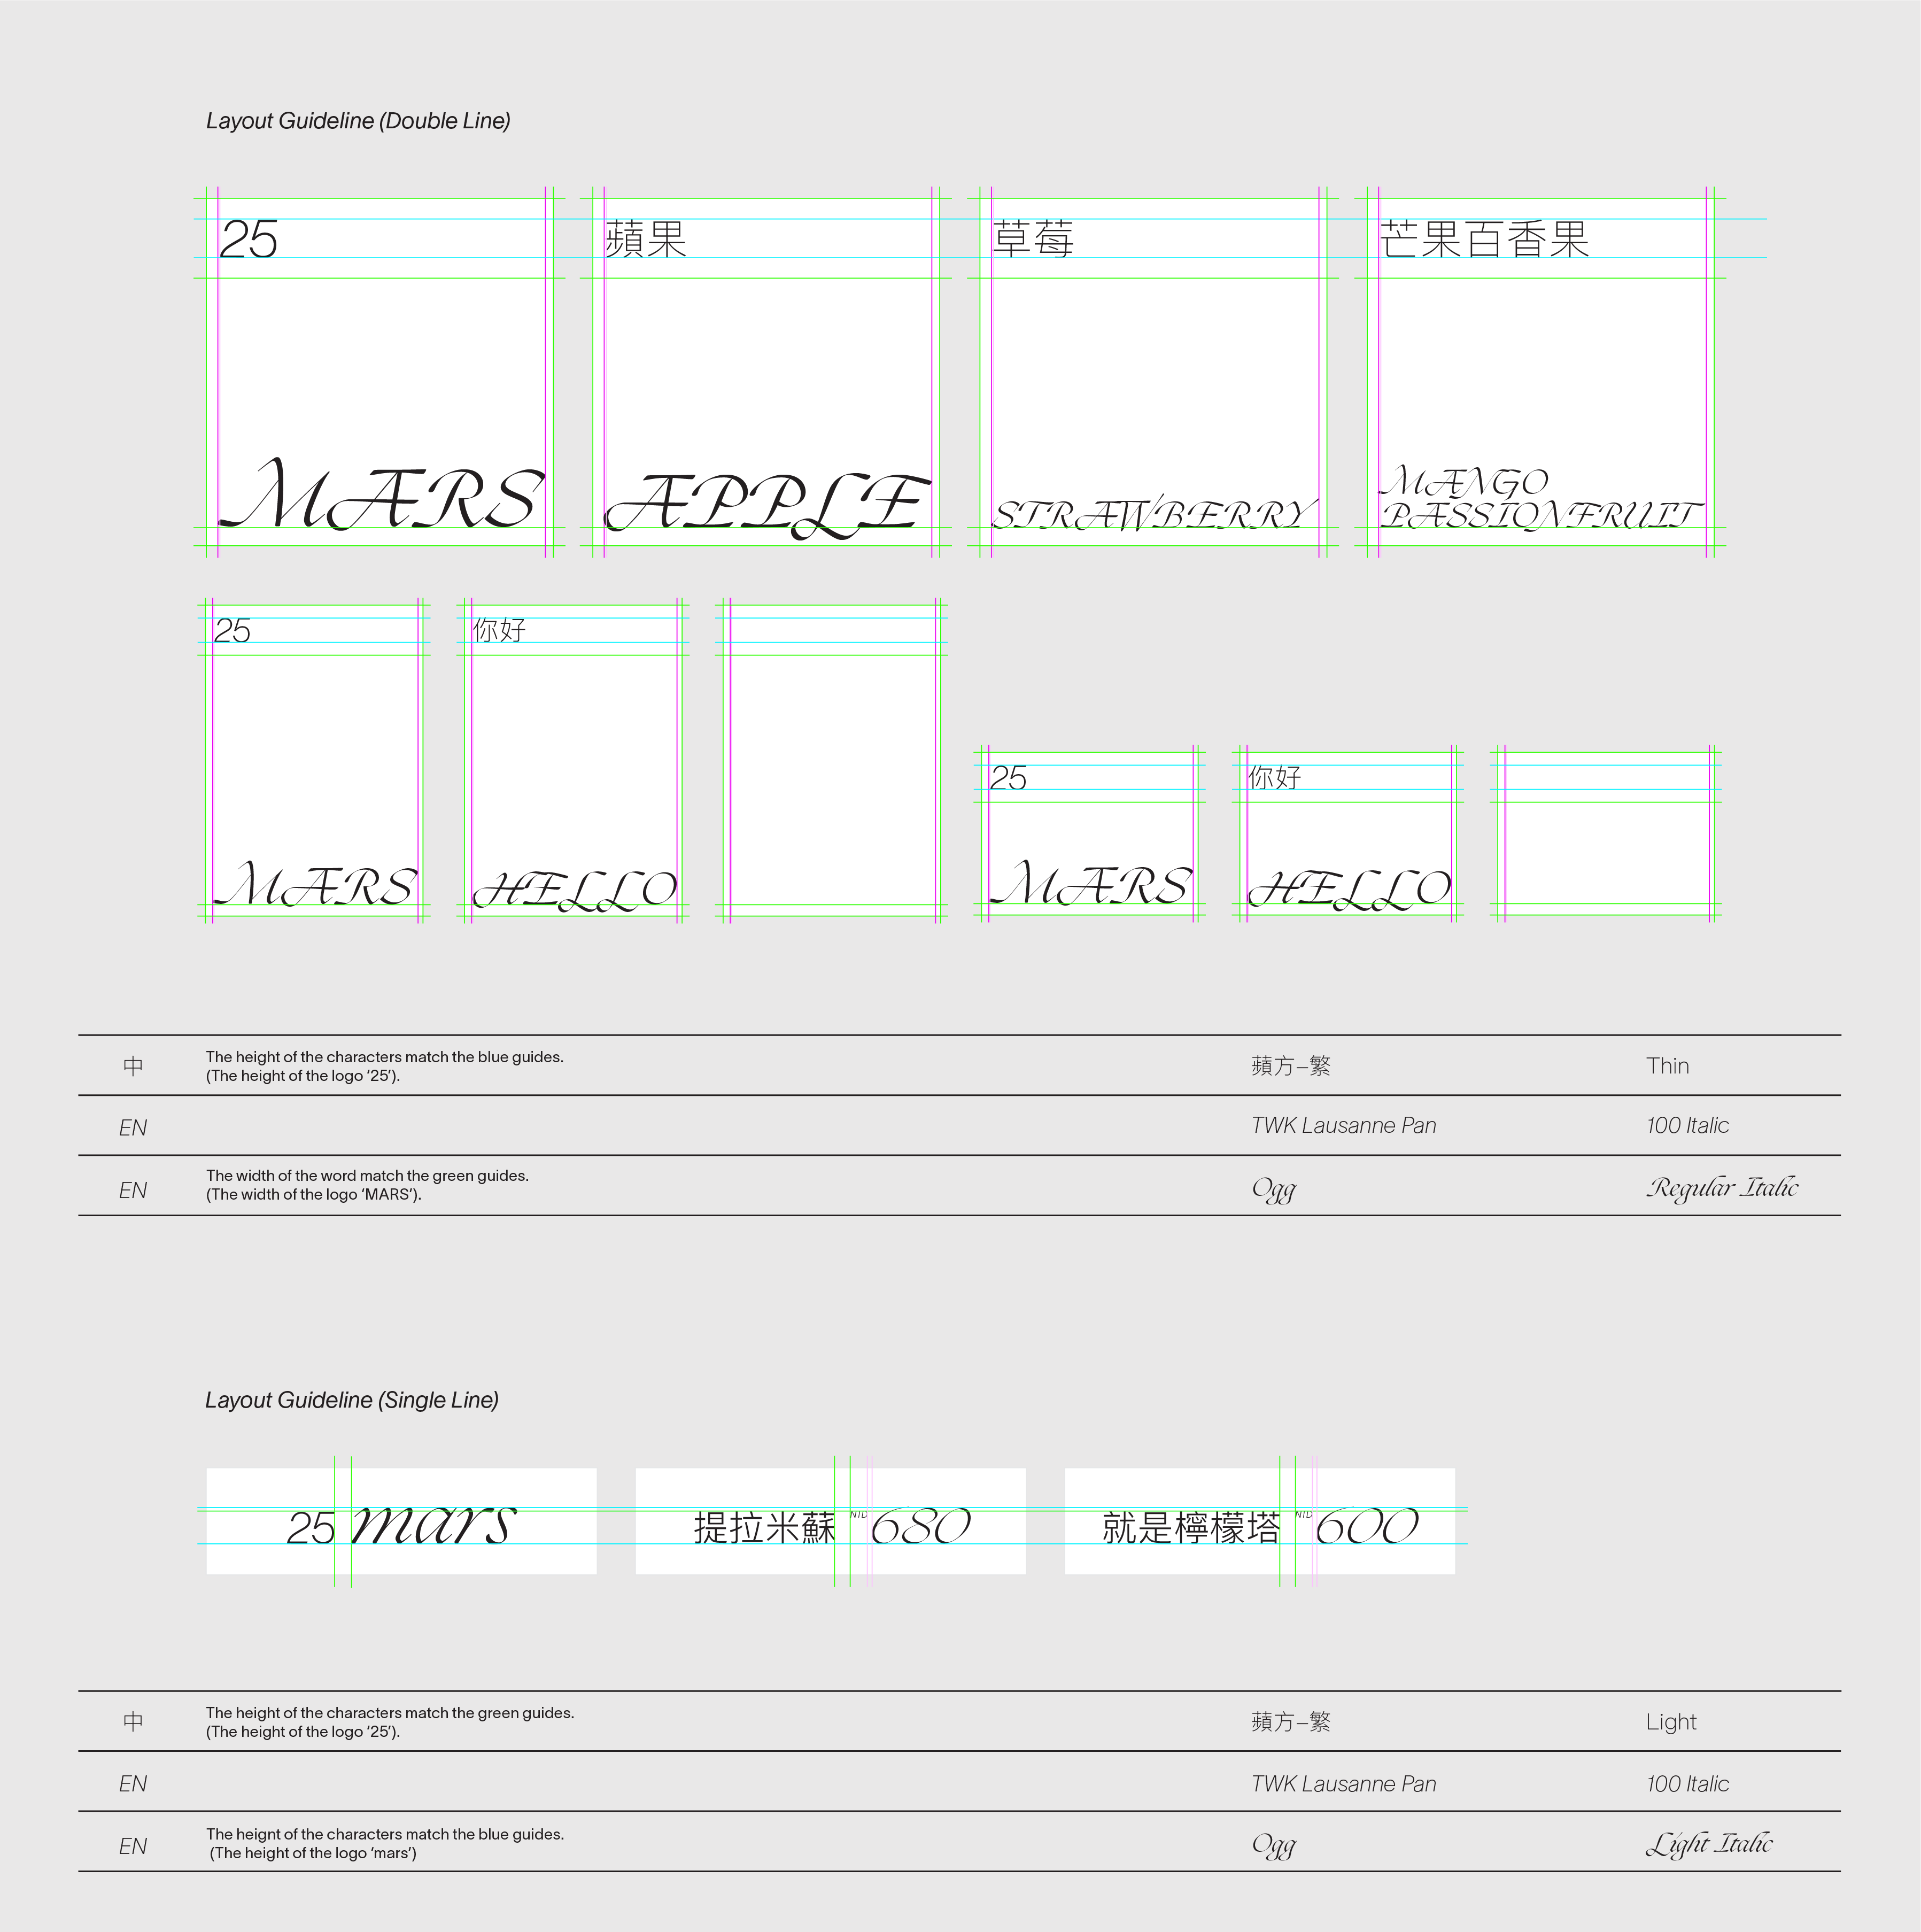 Layout Guideline (Double Line)
25
蘋果
草莓
芒果百香果
MARS
APPLE
STRAWBERRY
MANGO
PASSIONFRUIT
25
你好
MARS
HELLO
25
你好
MARS
HELLO
中
The height of the characters match the blue guides.
(The height of the logo ‘25’).
蘋方–繁
Thin
EN
TWK Lausanne Pan
100 Italic
EN
The width of the word match the green guides.
(The width of the logo ‘MARS’).
Ogg
Regular Italic
Layout Guideline (Single Line)
25 mars
提拉米蘇 NTD 680
就是檸檬塔 NTD 600
中
The height of the characters match the green guides.
(The height of the logo ‘25’).
蘋方–繁
Light
EN
TWK Lausanne Pan
100 Italic
EN
The heignt of the characters match the blue guides.
(The height of the logo ‘mars’)
Ogg
Light Italic